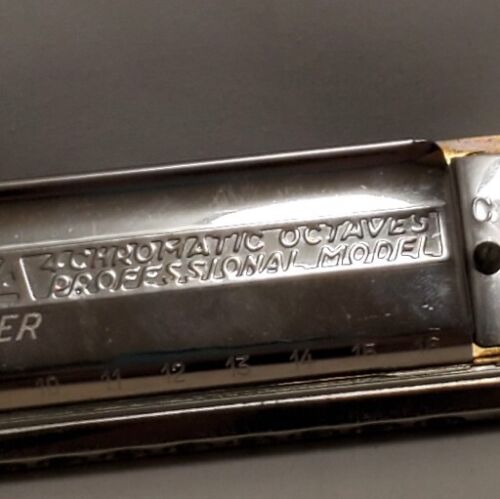 A 4 CHROMATIC OCTAVES
PROFESSIONAL MODEL
ER
10 11 12 13 14 15 16
C